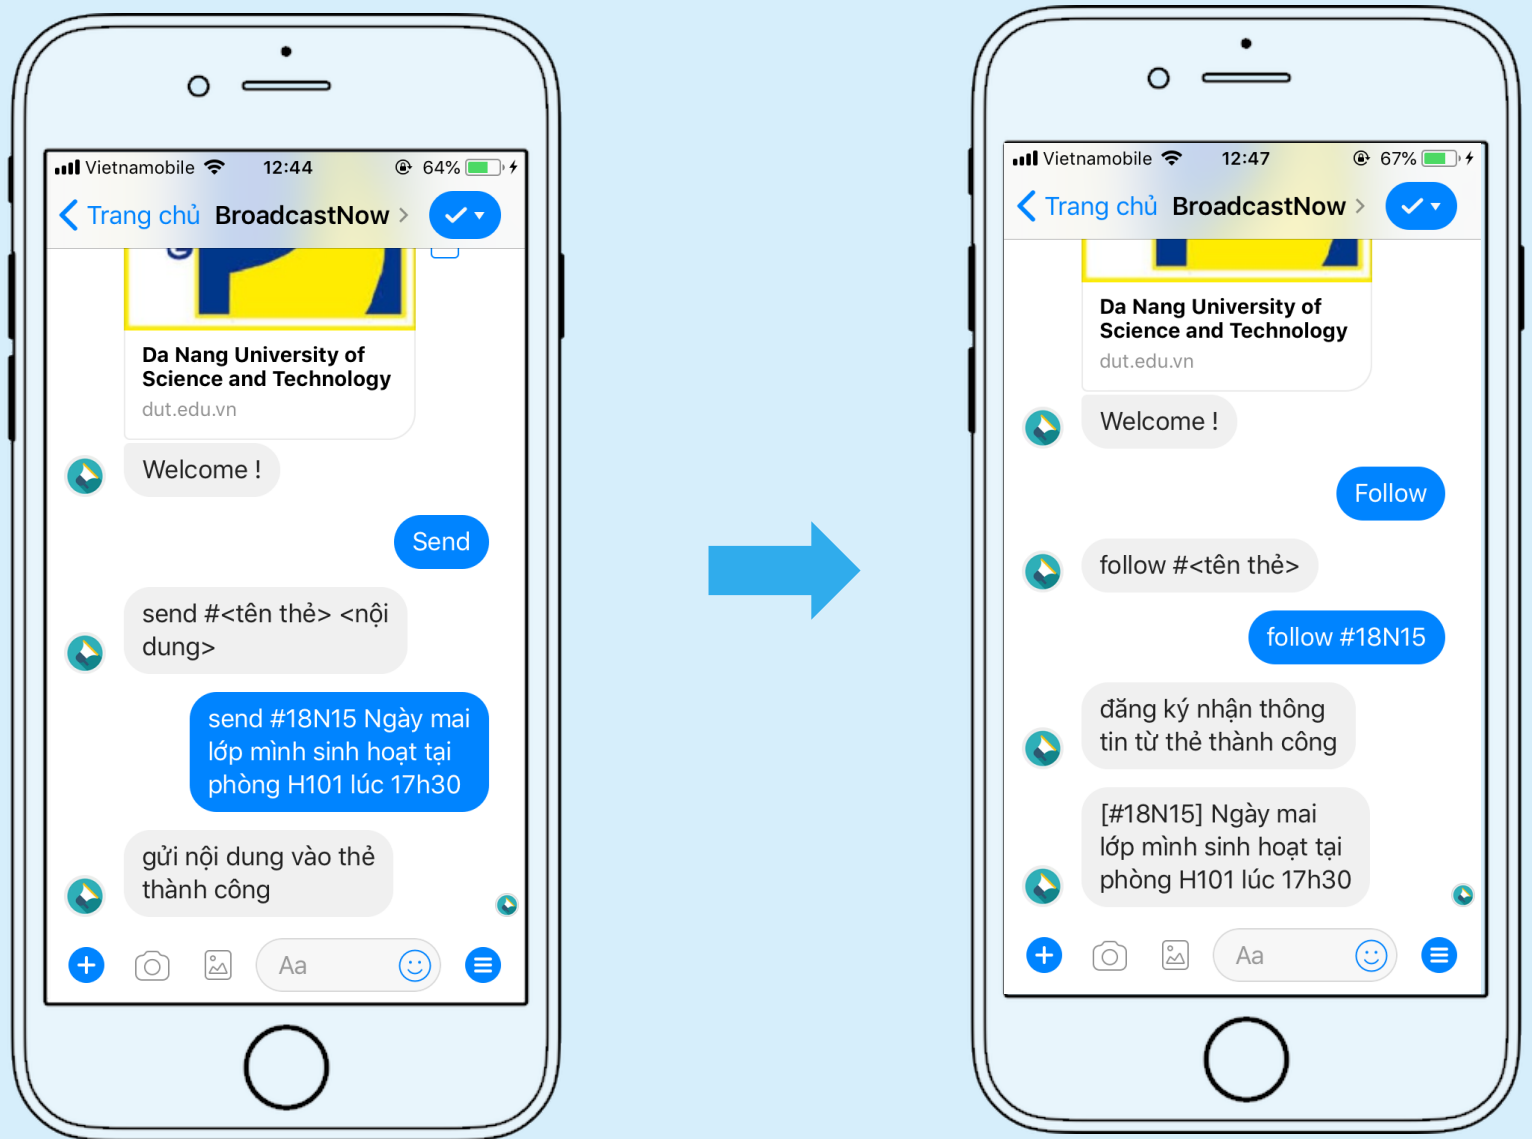 Vietnamobile 12:44 64%
Trang chủ BroadcastNow
G
Da Nang University of
Science and Technology
dut.edu.vn
Welcome !
Send
send #<tên thẻ> <nội
dung>
send #18N15 Ngày mai
lớp mình sinh hoạt tại
phòng H101 lúc 17h30
gửi nội dung vào thẻ
thành công
Aa
Vietnamobile 12:47 67%
Trang chủ BroadcastNow
Da Nang University of
Science and Technology
dut.edu.vn
Welcome !
Follow
follow #<tên thẻ>
follow #18N15
đăng ký nhận thông
tin từ thẻ thành công
[#18N15] Ngày mai
lớp mình sinh hoạt tại
phòng H101 lúc 17h30
Aa